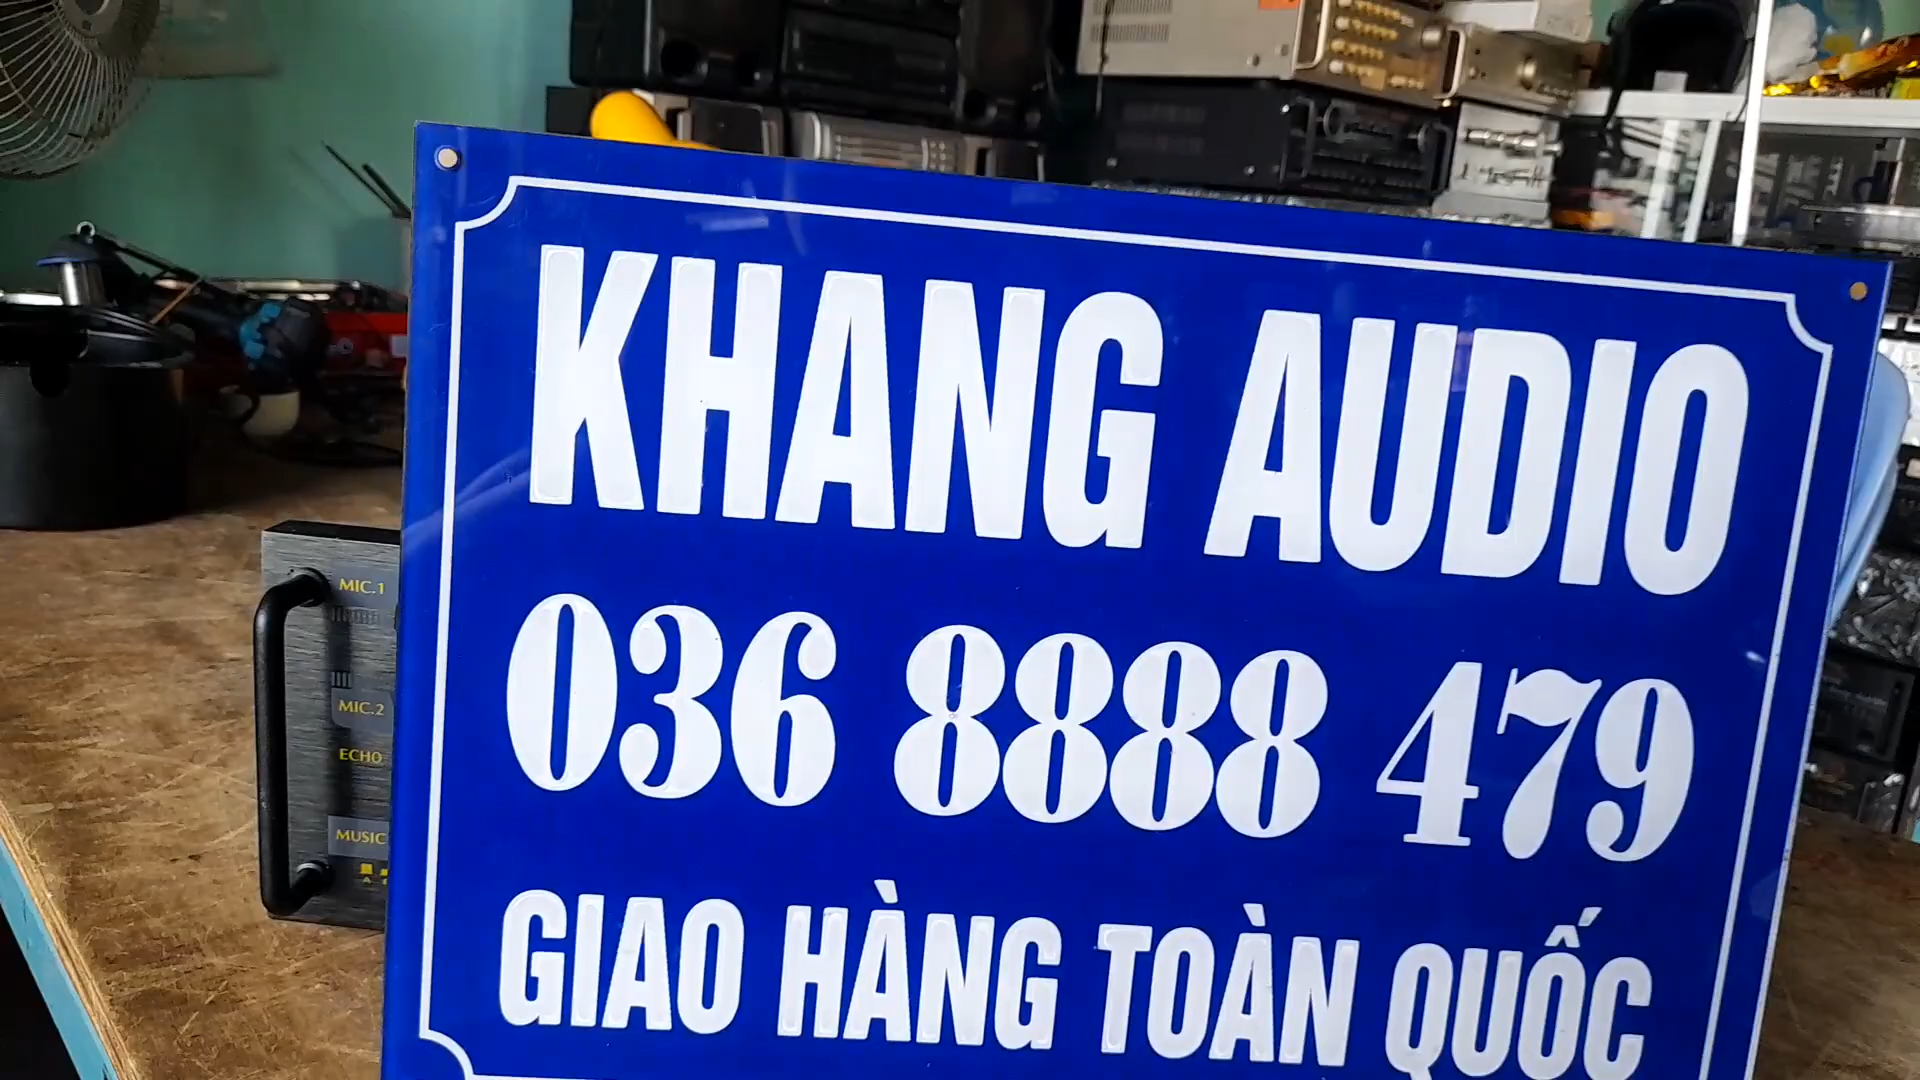 KHANG AUDIO
036 8888 479
GIAO HÀNG TOÀN QUỐC
MIC.1
MIC.2
ECHO
MUSIC
A